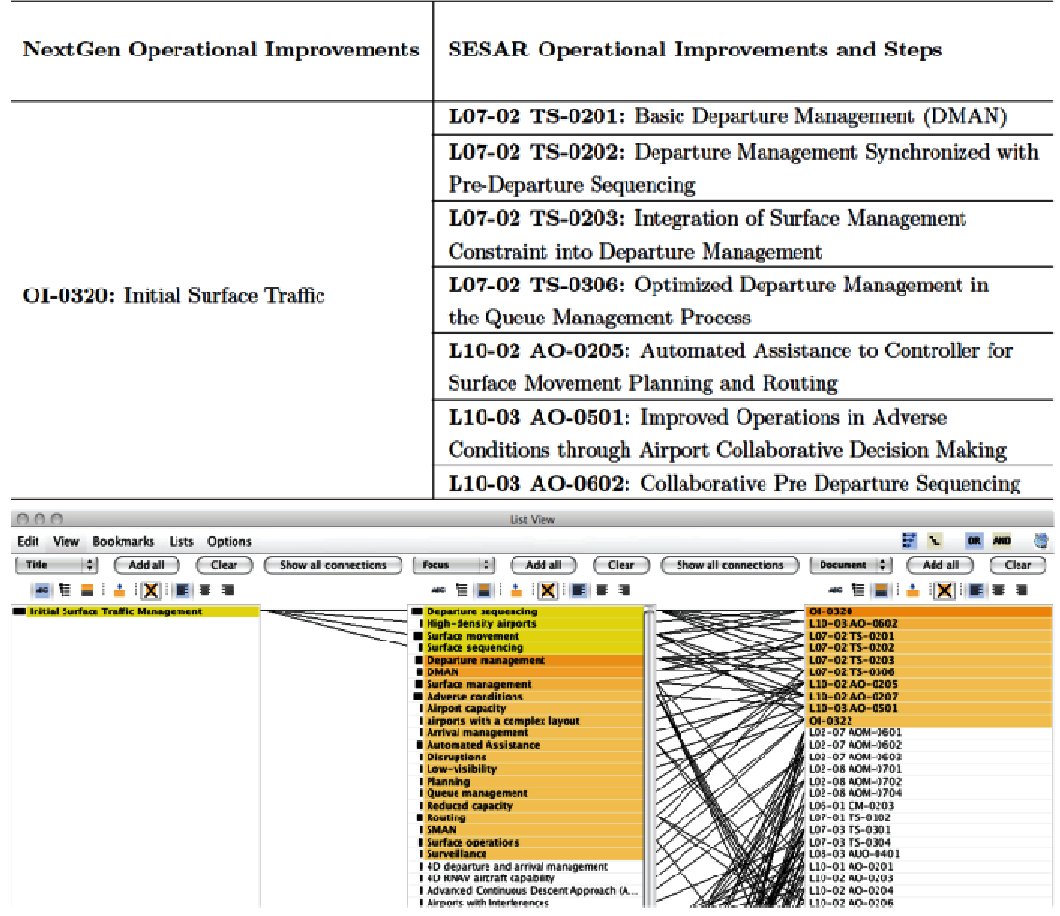 NextGen Operational Improvements
SESAR Operational Improvements and Steps
OI-0320: Initial Surface Traffic
L07-02 TS-0201: Basic Departure Management (DMAN)
L07-02 TS-0202: Departure Management Synchronized with
Pre-Departure Sequencing
L07-02 TS-0203: Integration of Surface Management
Constraint into Departure Management
L07-02 TS-0306: Optimized Departure Management in
the Queue Management Process
L10-02 AO-0205: Automated Assistance to Controller for
Surface Movement Planning and Routing
L10-03 AO-0501: Improved Operations in Adverse
Conditions through Airport Collaborative Decision Making
L10-03 AO-0602: Collaborative Pre Departure Sequencing
List View
Edit View Bookmarks Lists Options
OR AND
Title Add all Clear Show all connections Focus Add all Clear Show all connections Document Add all Clear
Initial Surface Traffic Management
Departure sequencing
High-density airports
Surface movement
Surface sequencing
Departure management
DMAN
Surface management
Adverse conditions
Airport capacity
airports with a complex layout
Arrival management
Automated Assistance
Disruptions
Low-visibility
Planning
Queue management
Reduced capacity
Routing
SMAN
Surface operations
Surveillance
4D departure and arrival management
4D RNAV aircraft capability
Advanced Continuous Descent Approach (A...
Airports with Interferences
OI-0320
L10-03 AO-0602
L07-02 TS-0201
L07-02 TS-0202
L07-02 TS-0203
L07-02 TS-0306
L10-02 AO-0205
L10-02 AO-0207
L10-03 AO-0501
OI-0322
L02-07 AOM-0601
L02-07 AOM-0602
L02-07 AOM-0603
L02-08 AOM-0701
L02-08 AOM-0702
L02-08 AOM-0704
L06-01 CM-0203
L07-01 TS-0102
L07-03 TS-0301
L07-03 TS-0304
L08-03 AUO-0401
L10-01 AO-0201
L10-02 AO-0203
L10-02 AO-0204
L10-02 AO-0206